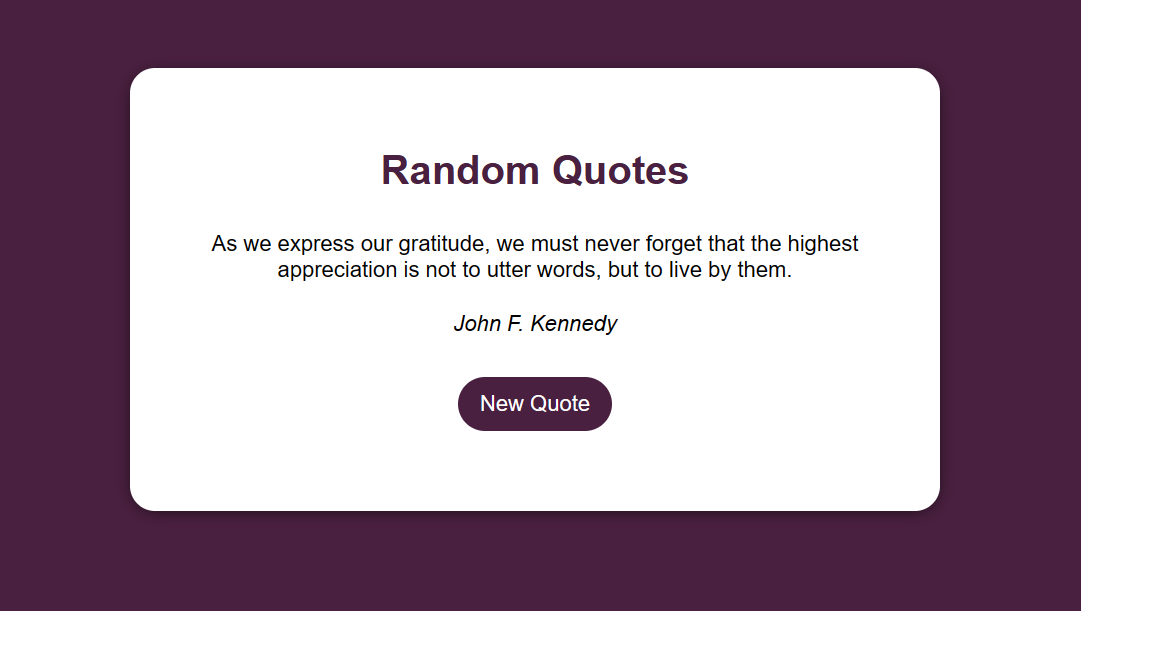 Random Quotes
As we express our gratitude, we must never forget that the highest
appreciation is not to utter words, but to live by them.
John F. Kennedy
New Quote